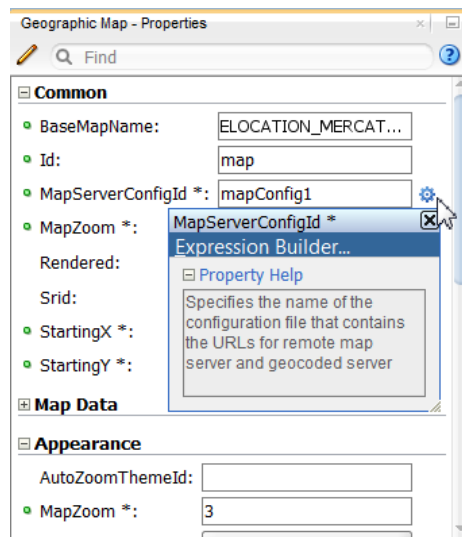 Geographic Map - Properties
Find
Common
BaseMapName: ELOCATION_MERCAT...
Id: map
MapServerConfigId *: mapConfig1
MapZoom *:
MapServerConfigId *
Expression Builder...
Rendered:
Property Help
Srid:
Specifies the name of the
configuration file that contains
StartingX *:
the URLs for remote map
StartingY *:
server and geocoded server
Map Data
Appearance
AutoZoomThemeId:
MapZoom *: 3